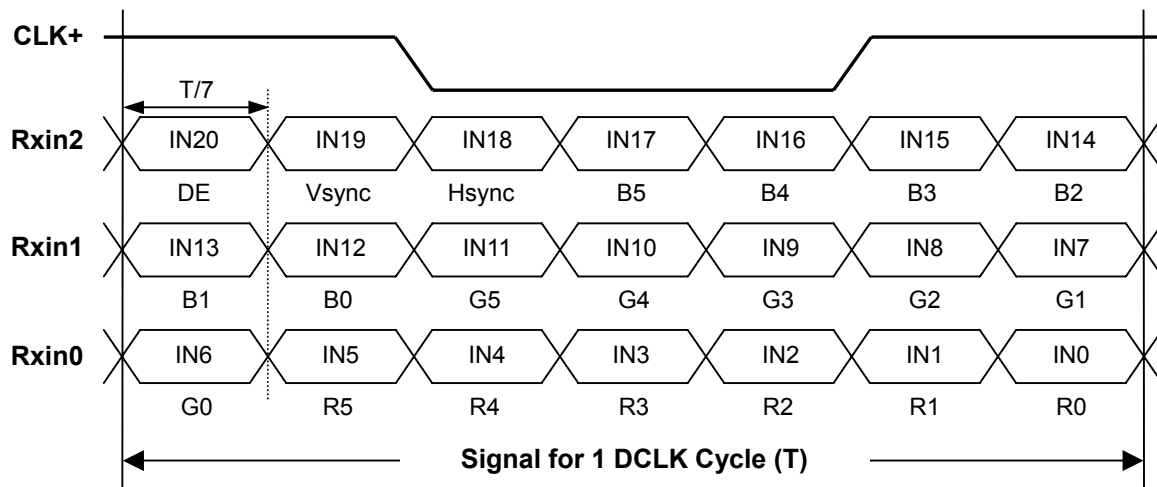 CLK+
T/7
Rxin2 IN20 IN19 IN18 IN17 IN16 IN15 IN14
DE Vsync Hsync B5 B4 B3 B2
Rxin1 IN13 IN12 IN11 IN10 IN9 IN8 IN7
B1 B0 G5 G4 G3 G2 G1
Rxin0 IN6 IN5 IN4 IN3 IN2 IN1 IN0
G0 R5 R4 R3 R2 R1 R0
Signal for 1 DCLK Cycle (T)